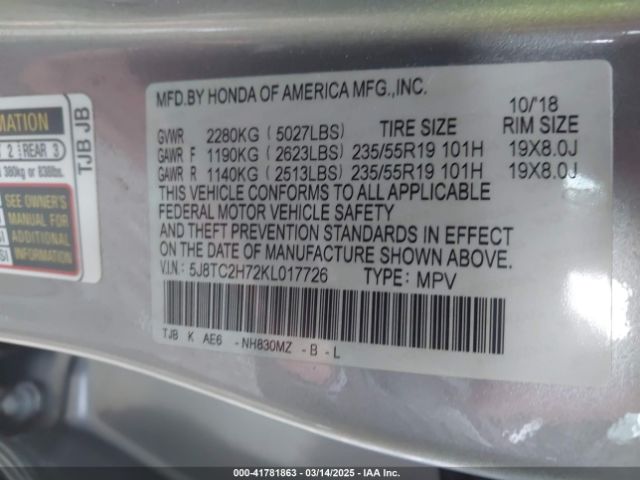 MFD.BY HONDA OF AMERICA MFG.,INC.
10/'18
GVWR 2280KG ( 5027LBS) TIRE SIZE RIM SIZE
GAWR F 1190KG ( 2623LBS) 235/55R19 101H 19X8.0J
GAWR R 1140KG ( 2513LBS) 235/55R19 101H 19X8.0J
THIS VEHICLE CONFORMS TO ALL APPLICABLE
FEDERAL MOTOR VEHICLE SAFETY
AND THEFT PREVENTION STANDARDS IN EFFECT
ON THE DATE OF MANUFACTURE SHOWN ABOVE.
V.I.N.: 5J8TC2H72KL017726 TYPE: MPV
TJB K AE6 -NH830MZ -B-L
MATION
2 REAR 3
380kg or 838lbs.
SEE OWNER'S
MANUAL FOR
ADDITIONAL
INFORMATION
TJB JB
000-41781863 - 03/14/2025 - IAA Inc.